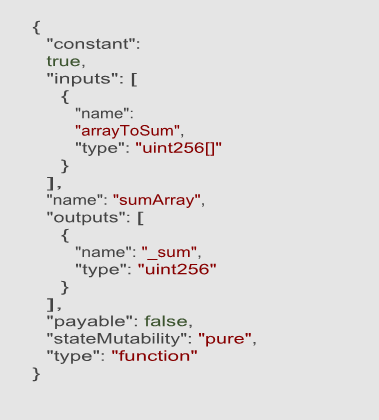 {
"constant":
true,
"inputs": [
{
"name":
"arrayToSum",
"type": "uint256[]"
}
],
"name": "sumArray",
"outputs": [
{
"name": "_sum",
"type": "uint256"
}
],
"payable": false,
"stateMutability": "pure",
"type": "function"
}